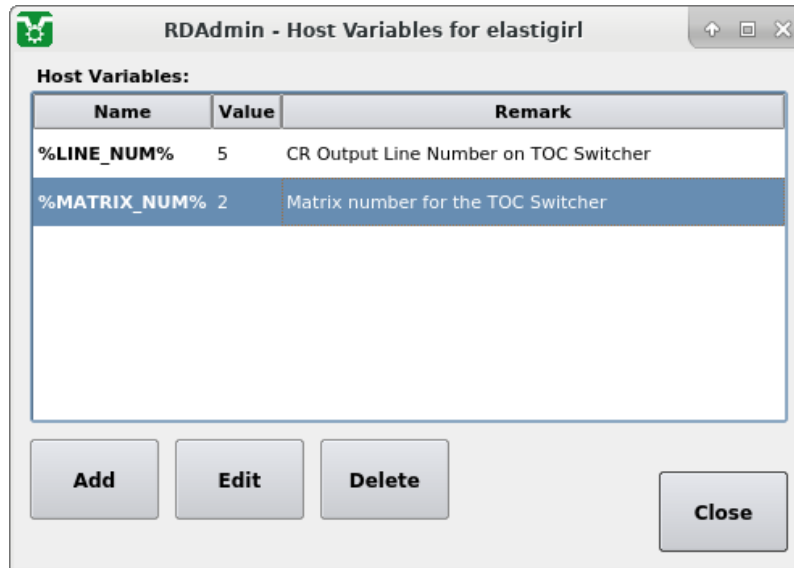 RDAdmin - Host Variables for elastigirl
Host Variables:
Name Value Remark
%LINE_NUM% 5 CR Output Line Number on TOC Switcher
%MATRIX_NUM% 2 Matrix number for the TOC Switcher
Add Edit Delete
Close